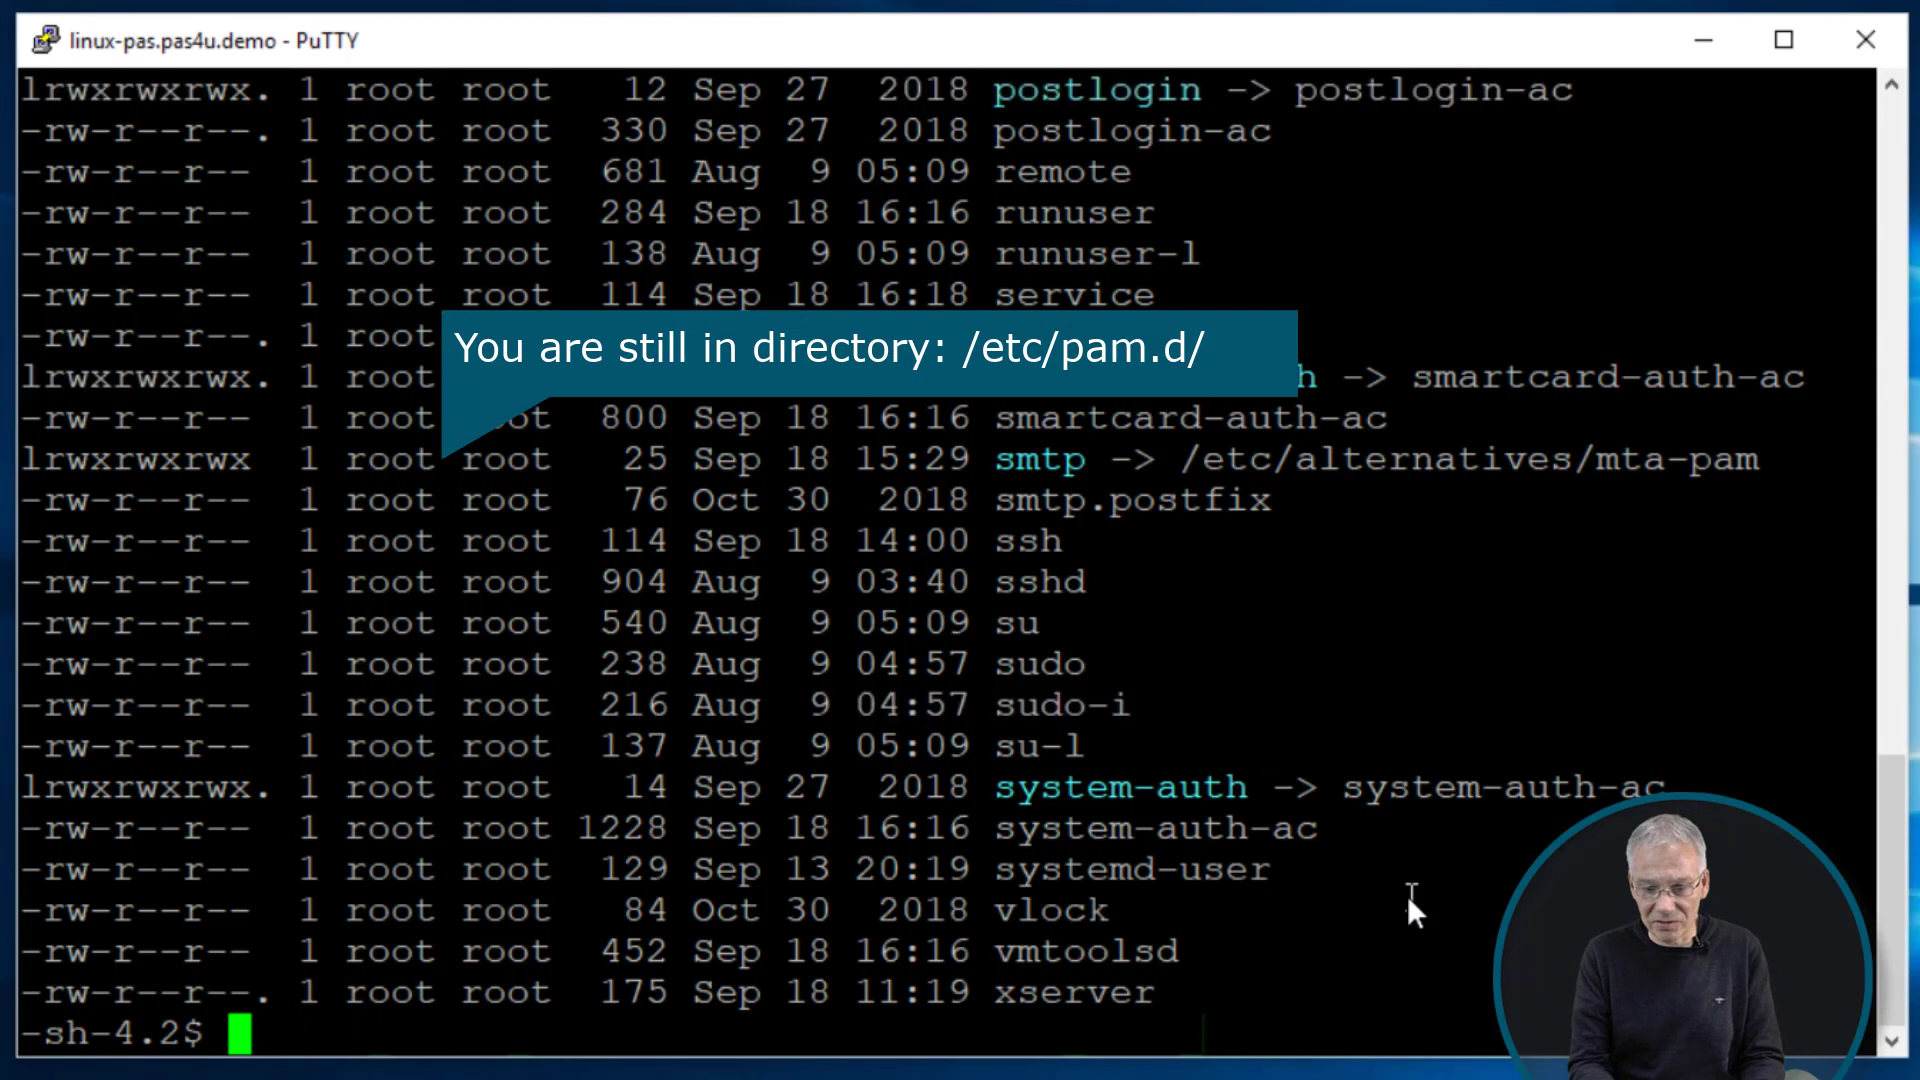 linux-pas.pas4u.demo - PuTTY
lrwxrwxrwx. 1 root root 12 Sep 27 2018 postlogin -> postlogin-ac
-rw-r--r--. 1 root root 330 Sep 27 2018 postlogin-ac
-rw-r--r-- 1 root root 681 Aug 9 05:09 remote
-rw-r--r-- 1 root root 284 Sep 18 16:16 runuser
-rw-r--r-- 1 root root 138 Aug 9 05:09 runuser-l
-rw-r--r-- 1 root root 114 Sep 18 16:18 service
-rw-r--r--. 1 root
You are still in directory: /etc/pam.d/
lrwxrwxrwx. 1 root h -> smartcard-auth-ac
-rw-r--r-- 1 root root 800 Sep 18 16:16 smartcard-auth-ac
lrwxrwxrwx 1 root root 25 Sep 18 15:29 smtp -> /etc/alternatives/mta-pam
-rw-r--r-- 1 root root 76 Oct 30 2018 smtp.postfix
-rw-r--r-- 1 root root 114 Sep 18 14:00 ssh
-rw-r--r-- 1 root root 904 Aug 9 03:40 sshd
-rw-r--r-- 1 root root 540 Aug 9 05:09 su
-rw-r--r-- 1 root root 238 Aug 9 04:57 sudo
-rw-r--r-- 1 root root 216 Aug 9 04:57 sudo-i
-rw-r--r-- 1 root root 137 Aug 9 05:09 su-l
lrwxrwxrwx. 1 root root 14 Sep 27 2018 system-auth -> system-auth-ac
-rw-r--r-- 1 root root 1228 Sep 18 16:16 system-auth-ac
-rw-r--r-- 1 root root 129 Sep 13 20:19 systemd-user
-rw-r--r-- 1 root root 84 Oct 30 2018 vlock
-rw-r--r-- 1 root root 452 Sep 18 16:16 vmtoolsd
-rw-r--r--. 1 root root 175 Sep 18 11:19 xserver
-sh-4.2$